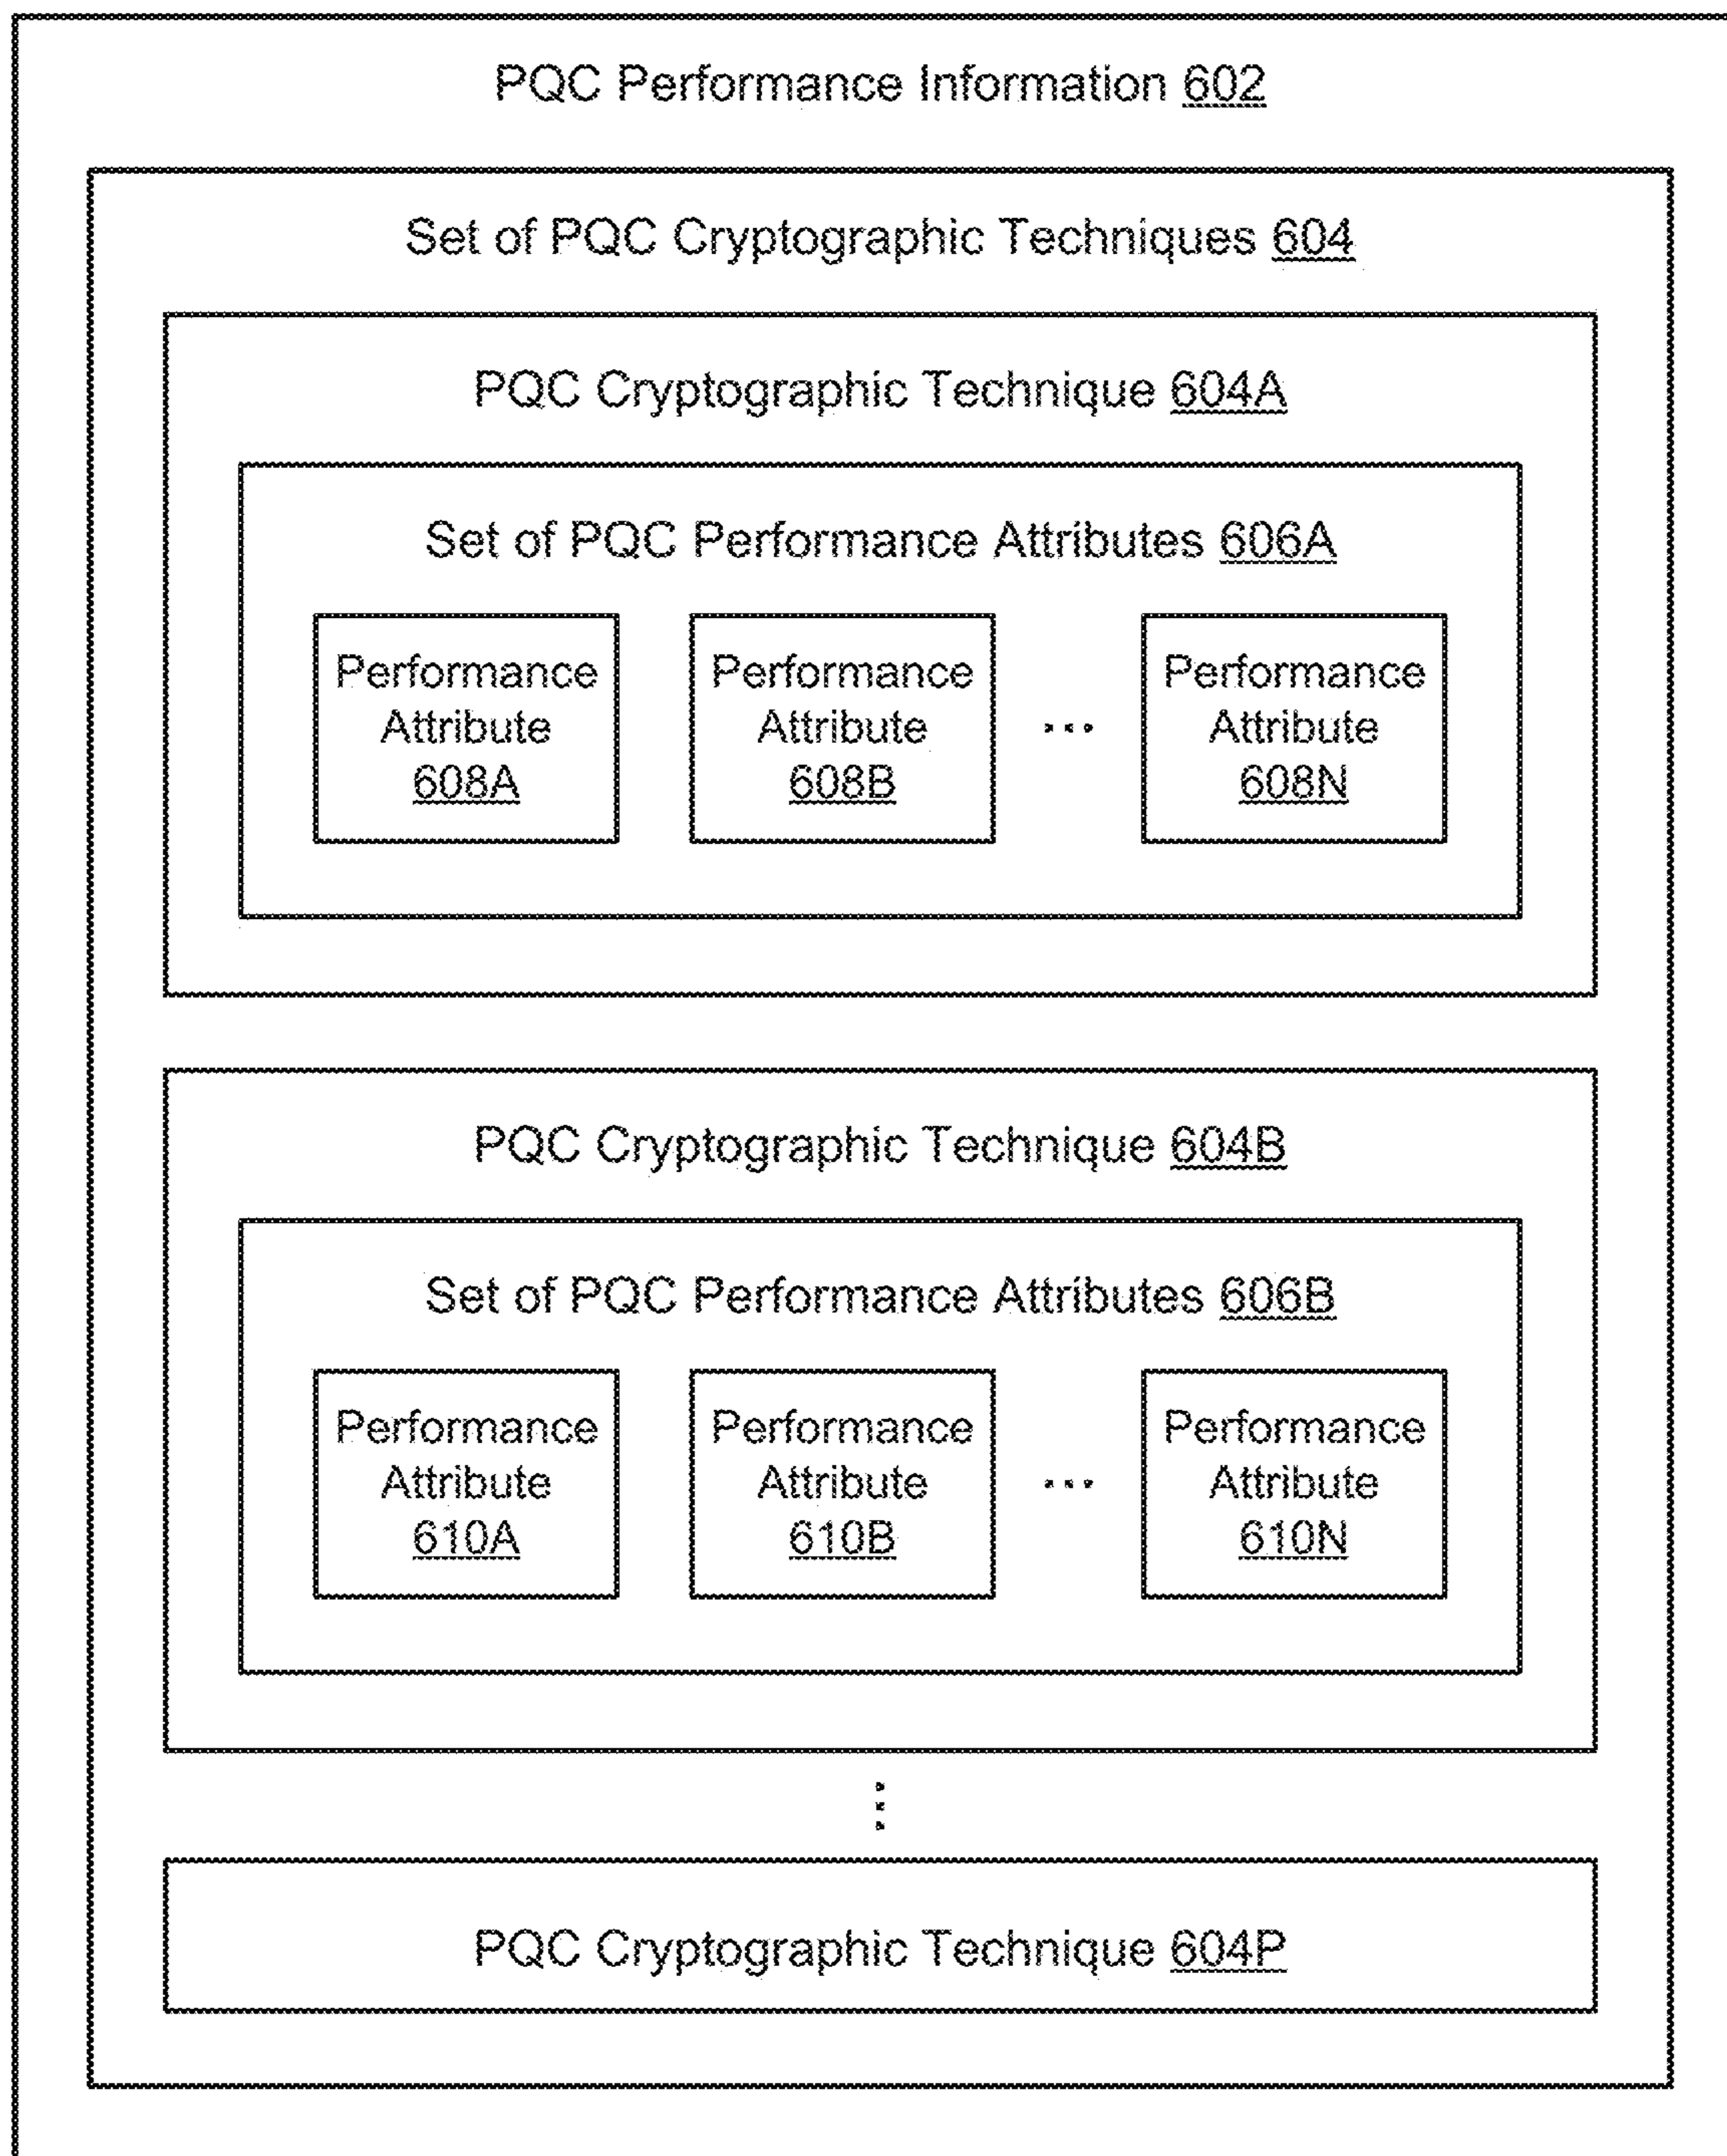 PQC Performance Information 602
Set of PQC Cryptographic Techniques 604
PQC Cryptographic Technique 604A
Set of PQC Performance Attributes 606A
Performance
Attribute
608A
Performance
Attribute
608B
...
Performance
Attribute
608N
PQC Cryptographic Technique 604B
Set of PQC Performance Attributes 606B
Performance
Attribute
610A
Performance
Attribute
610B
...
Performance
Attribute
610N
...
PQC Cryptographic Technique 604P